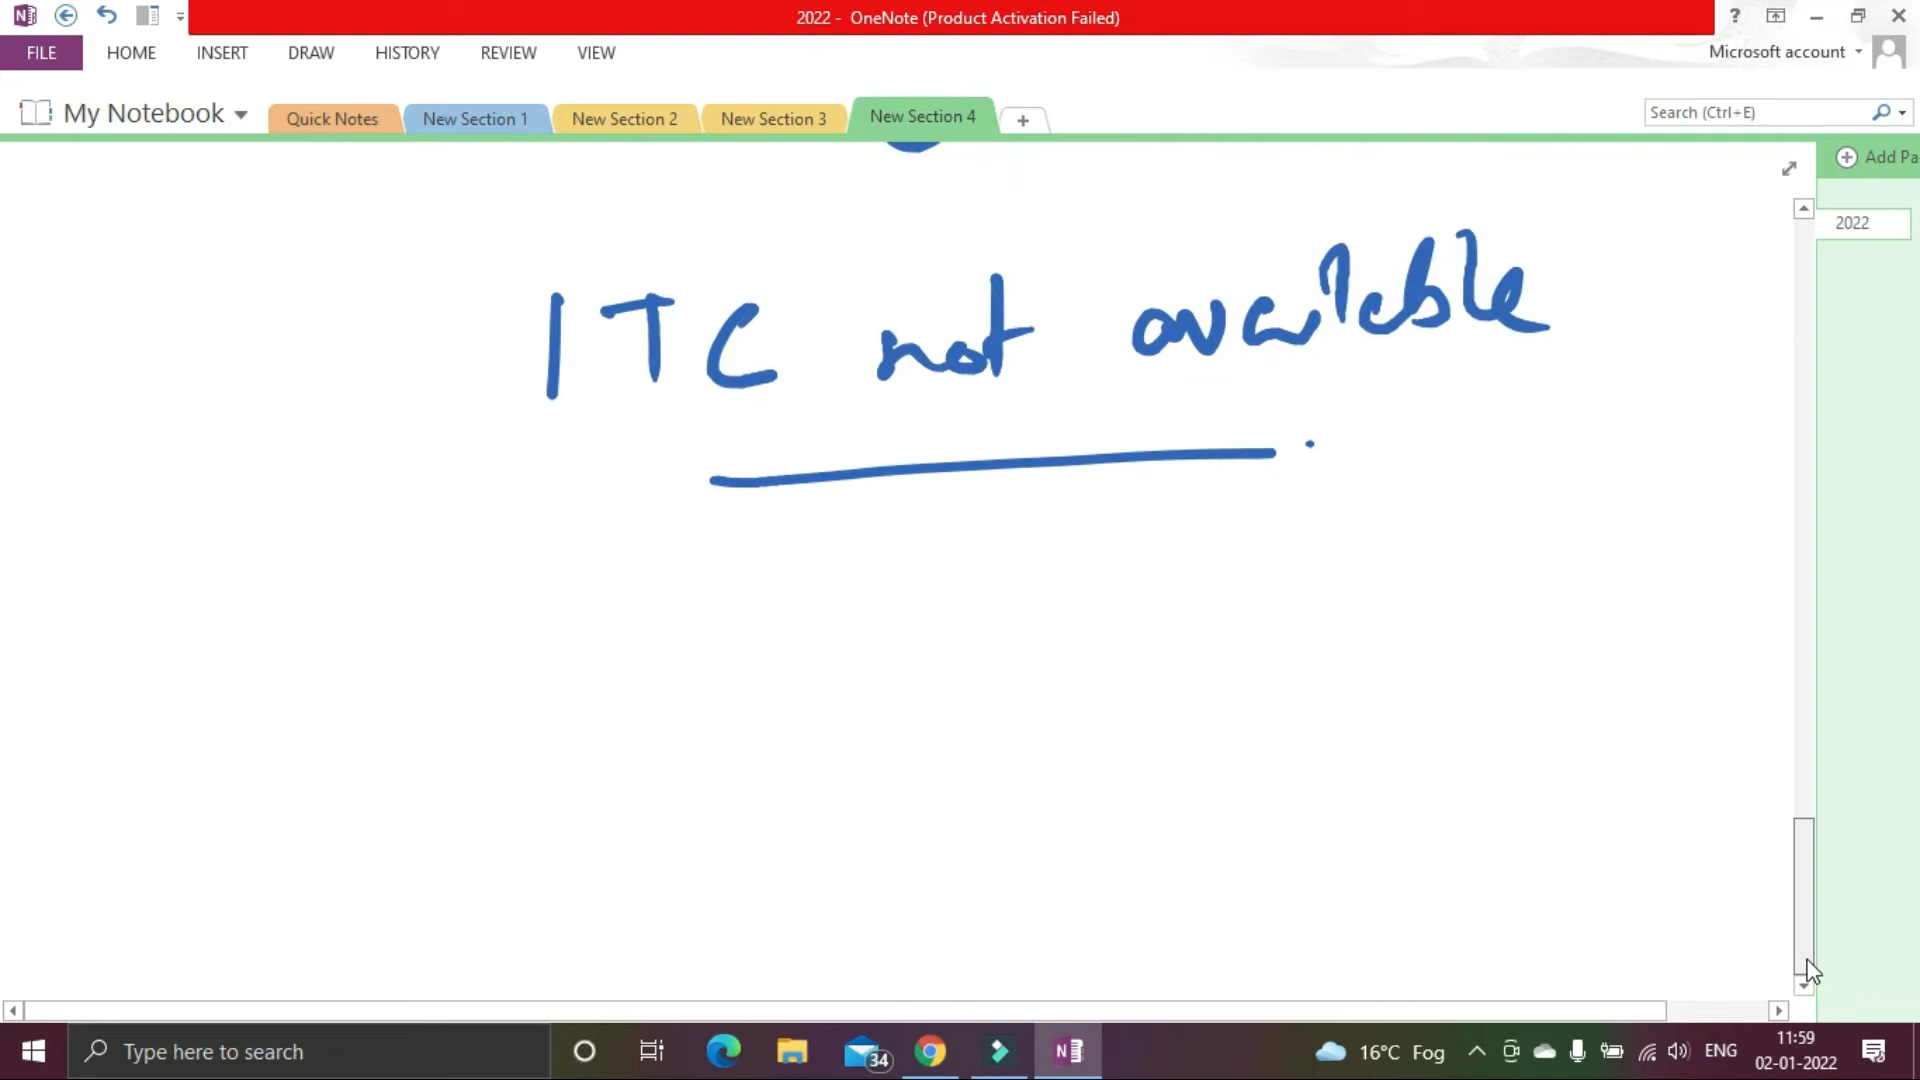 2022 - OneNote (Product Activation Failed)
?
FILE HOME INSERT DRAW HISTORY REVIEW VIEW
Microsoft account
My Notebook
Quick Notes
New Section 1
New Section 2
New Section 3
New Section 4
+
Search (Ctrl+E)
Add Pa
2022
ITC not available
Type here to search
34
16°C Fog
ENG
11:59
02-01-2022